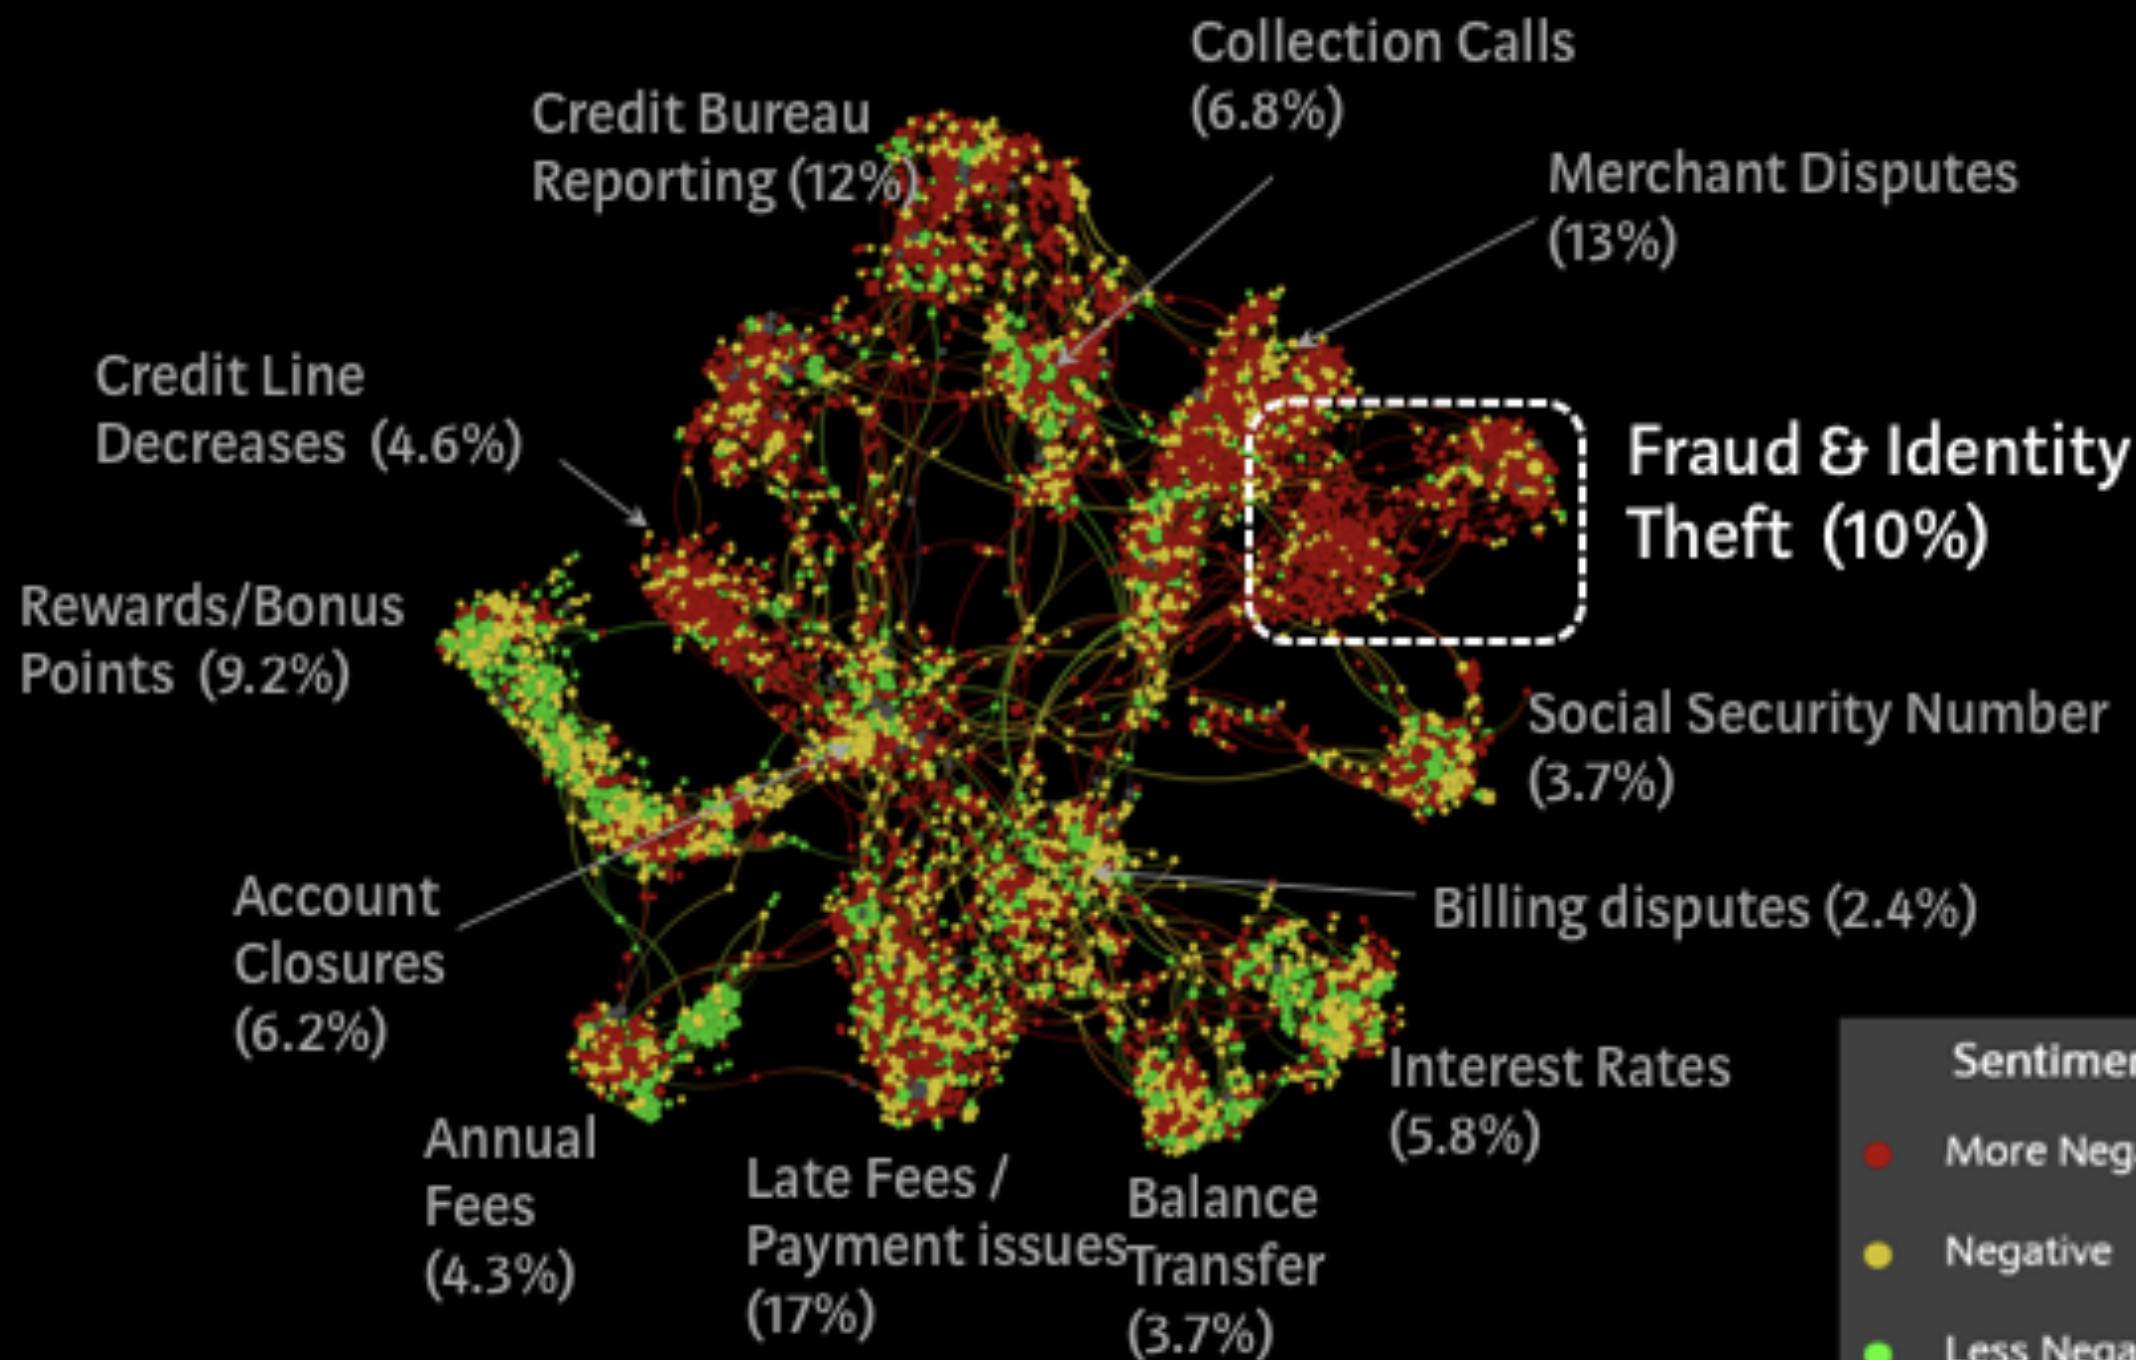 Collection Calls
(6.8%)
Credit Bureau
Reporting (12%)
Merchant Disputes
(13%)
Credit Line
Decreases (4.6%)
Fraud & Identity
Theft (10%)
Rewards/Bonus
Points (9.2%)
Social Security Number
(3.7%)
Account
Closures
(6.2%)
Billing disputes (2.4%)
Interest Rates
(5.8%)
Annual
Fees
(4.3%)
Late Fees /
Payment issues
(17%)
Balance
Transfer
(3.7%)
Sentimen
More Neg
Negative
Less Nega